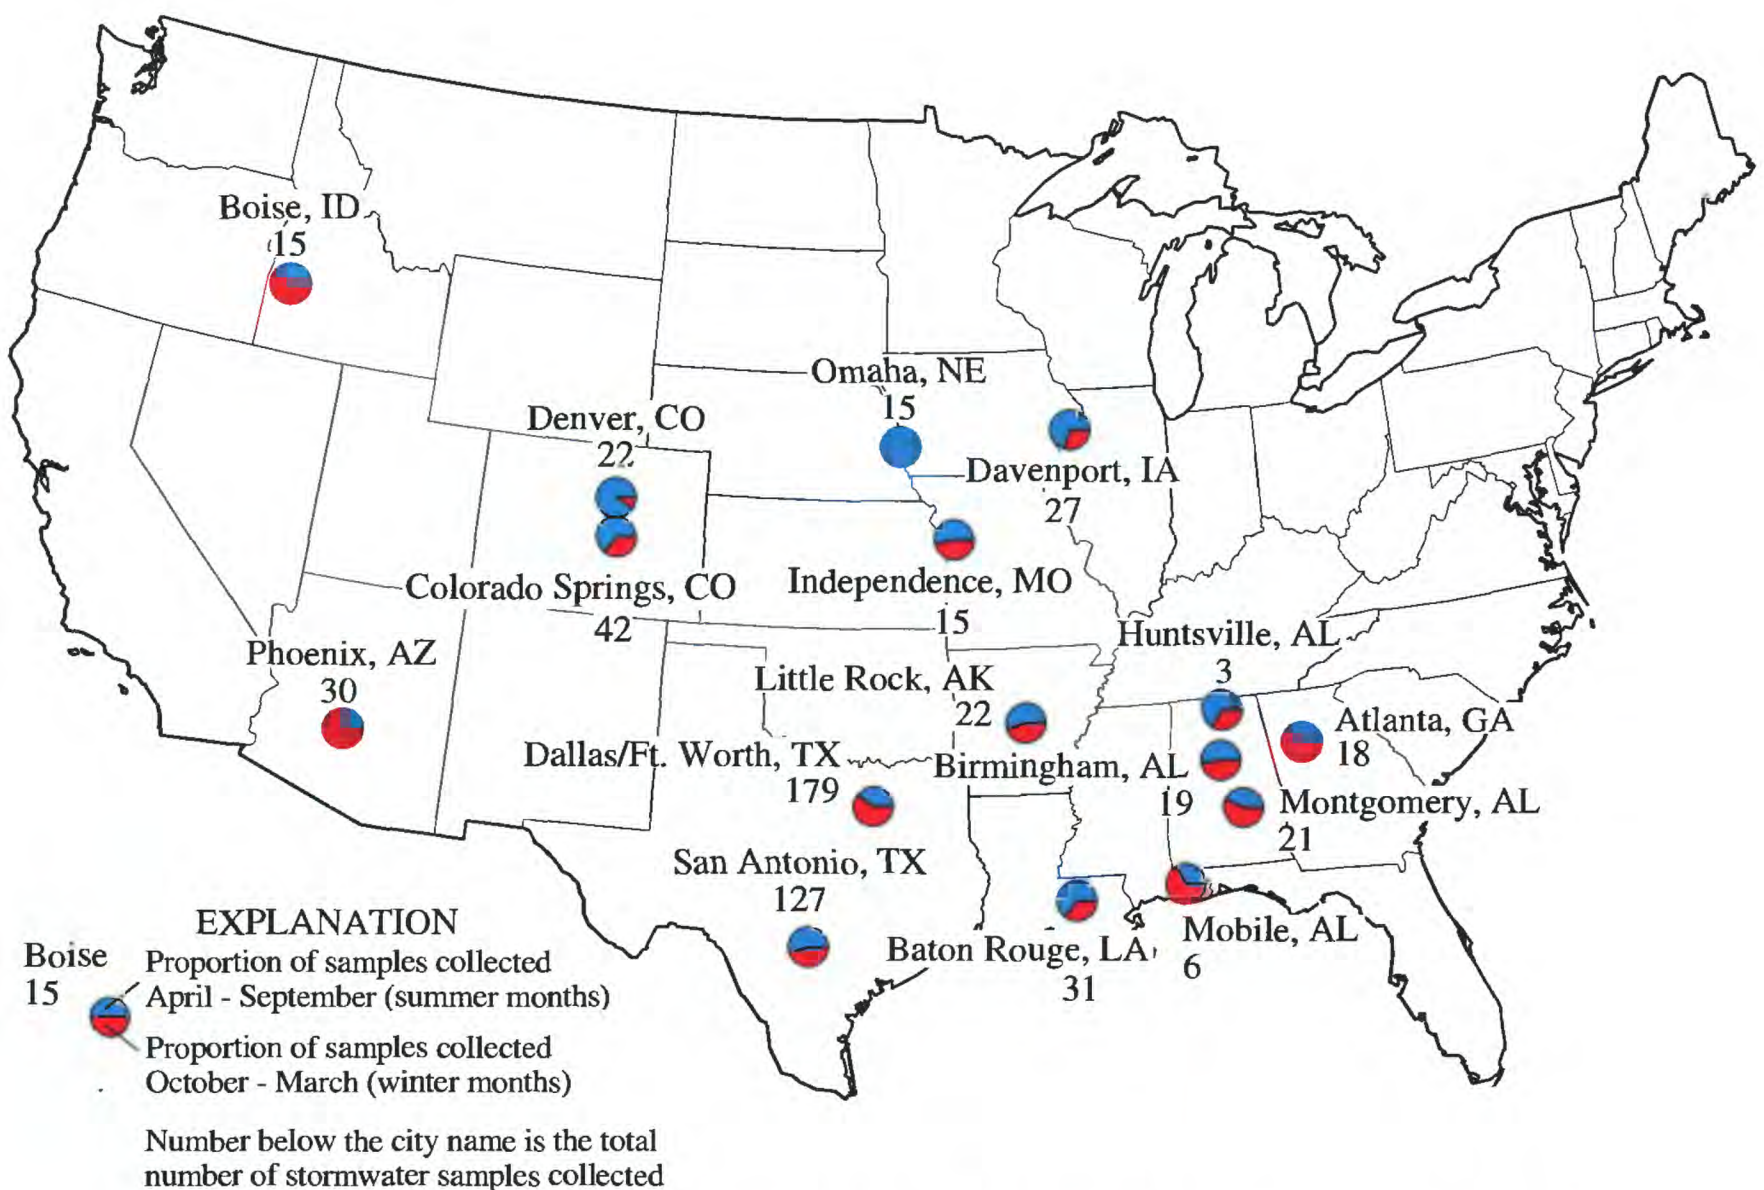 Boise, ID
15
Omaha, NE
15
Denver, CO
22
Davenport, IA
27
Colorado Springs, CO
42
Independence, MO
15
Huntsville, AL
3
Phoenix, AZ
30
Little Rock, AK
22
Atlanta, GA
18
Dallas/Ft. Worth, TX
179
Birmingham, AL
19
Montgomery, AL
21
San Antonio, TX
127
Baton Rouge, LA
31
Mobile, AL
6
EXPLANATION
Boise
15
Proportion of samples collected
April - September (summer months)
Proportion of samples collected
October - March (winter months)
Number below the city name is the total
number of stormwater samples collected